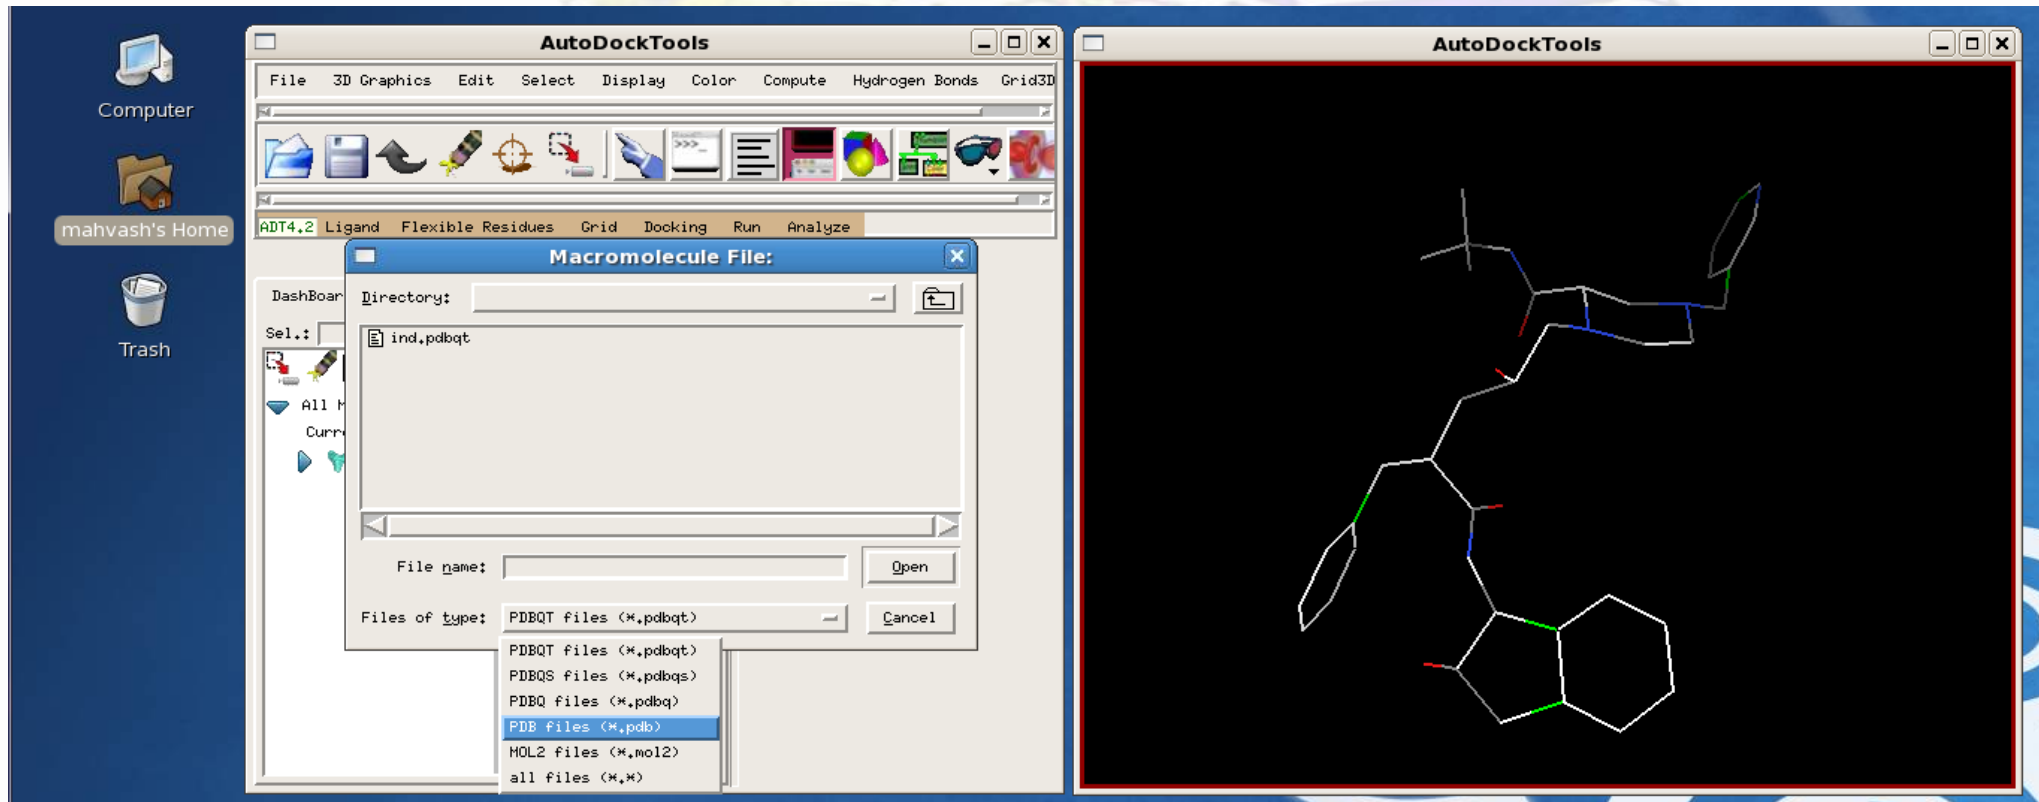 Computer
mahvash's Home
Trash
AutoDockTools
File 3D Graphics Edit Select Display Color Compute Hydrogen Bonds Grid3D
>>>_
ADT4.2 Ligand Flexible Residues Grid Docking Run Analyze
Macromolecule File:
DashBoar
Directory:
Sel.:
ind.pdbqt
All M
Curre
File name:
Open
Files of type: PDBQT files (*.pdbqt)
Cancel
PDBQT files (*.pdbqt)
PDBQS files (*.pdbqs)
PDBQ files (*.pdbq)
PDB files (*.pdb)
MOL2 files (*.mol2)
all files (*.*)
AutoDockTools